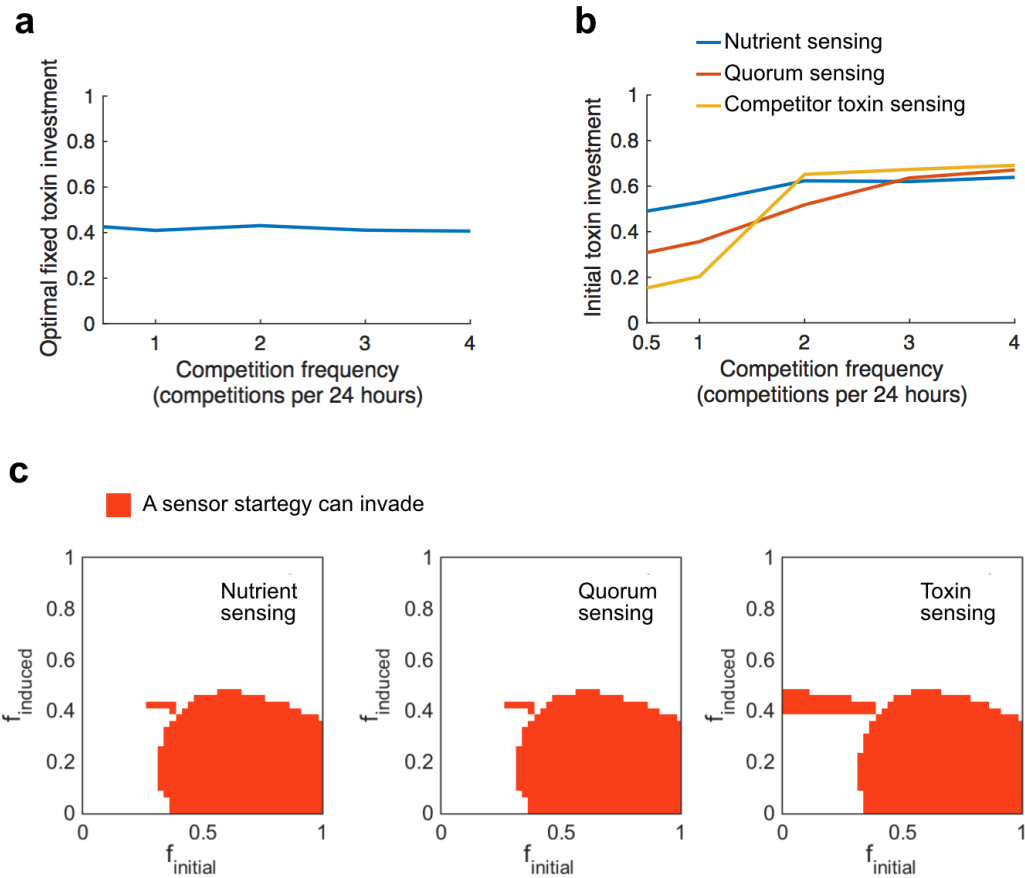 a
Optimal fixed toxin investment
1
0.8
0.6
0.4
0.2
0
1 2 3 4
Competition frequency
(competitions per 24 hours)
b
Nutrient sensing
Quorum sensing
Competitor toxin sensing
Initial toxin investment
1
0.8
0.6
0.4
0.2
0
0.5 1 2 3 4
Competition frequency
(competitions per 24 hours)
c
A sensor startegy can invade
f induced
1
0.8
0.6
0.4
0.2
0
Nutrient
sensing
0 0.5 1
f initial
f induced
1
0.8
0.6
0.4
0.2
0
Quorum
sensing
0 0.5 1
f initial
f induced
1
0.8
0.6
0.4
0.2
0
Toxin
sensing
0 0.5 1
f initial